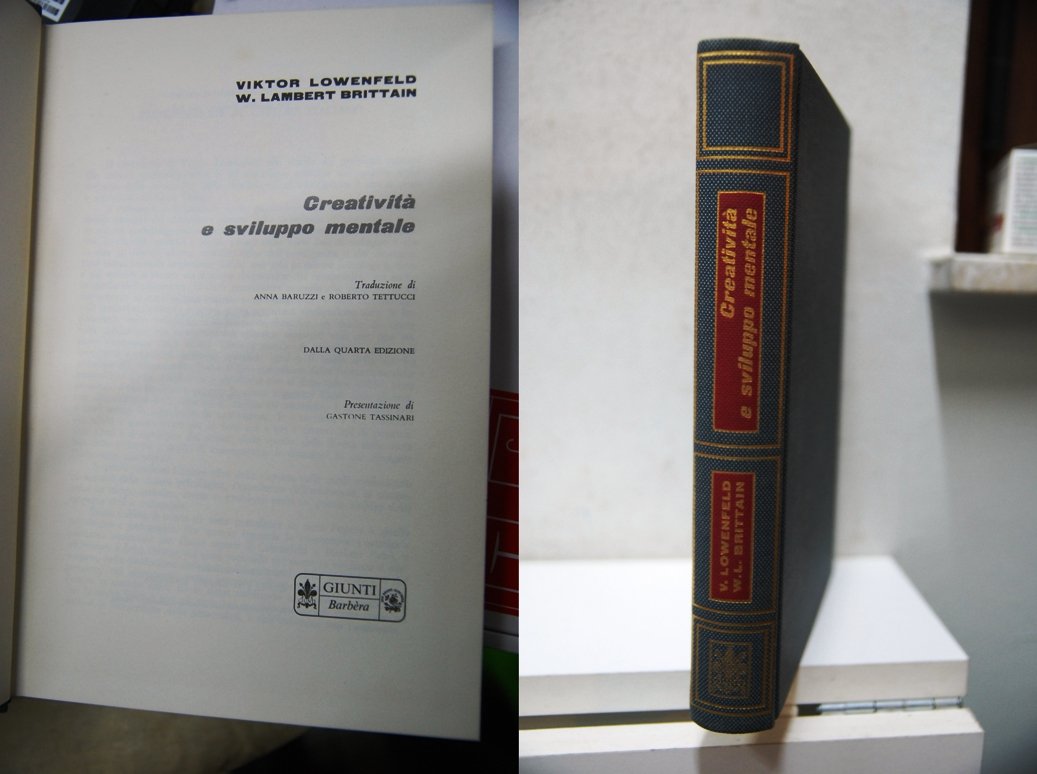 VIKTOR LOWENFELD
W. LAMBERT BRITTAIN
Creatività
e sviluppo mentale
Traduzione di
ANNA BARUZZI e ROBERTO TETTUCCI
DALLA QUARTA EDIZIONE
Presentazione di
GASTONE TASSINARI
GIUNTI
Barbèra
Creatività
e sviluppo mentale
V. LOWENFELD
W. L. BRITTAIN